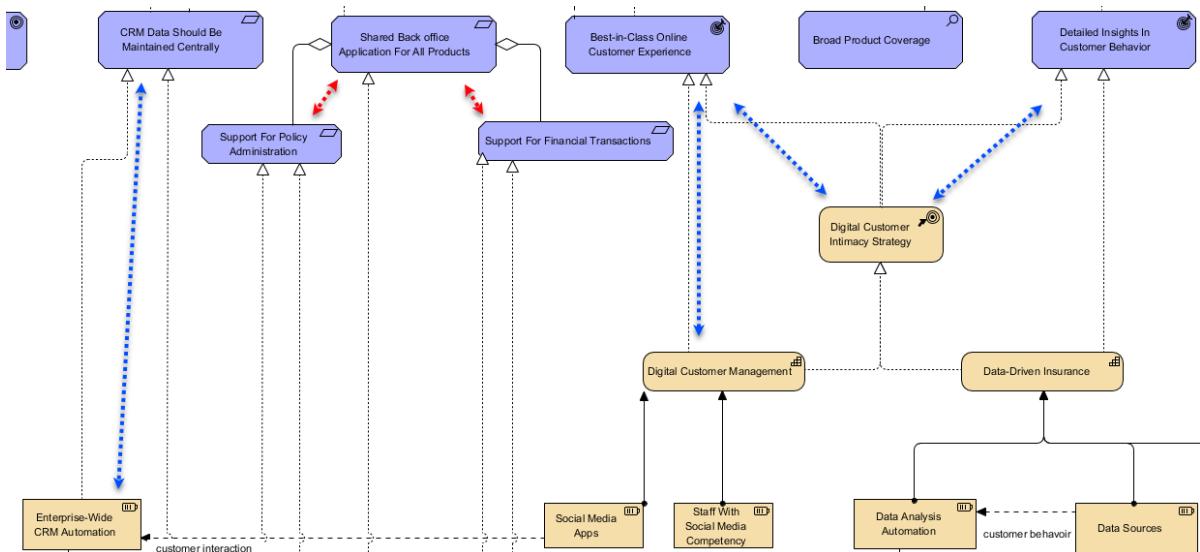 CRM Data Should Be
Maintained Centrally
Shared Back office
Application For All Products
Best-in-Class Online
Customer Experience
Broad Product Coverage
Detailed Insights In
Customer Behavior
Support For Policy
Administration
Support For Financial Transactions
Digital Customer
Intimacy Strategy
Digital Customer Management
Data-Driven Insurance
Enterprise-Wide
CRM Automation
customer interaction
Social Media
Apps
Staff With
Social Media
Competency
Data Analysis
Automation
customer behavoir
Data Sources